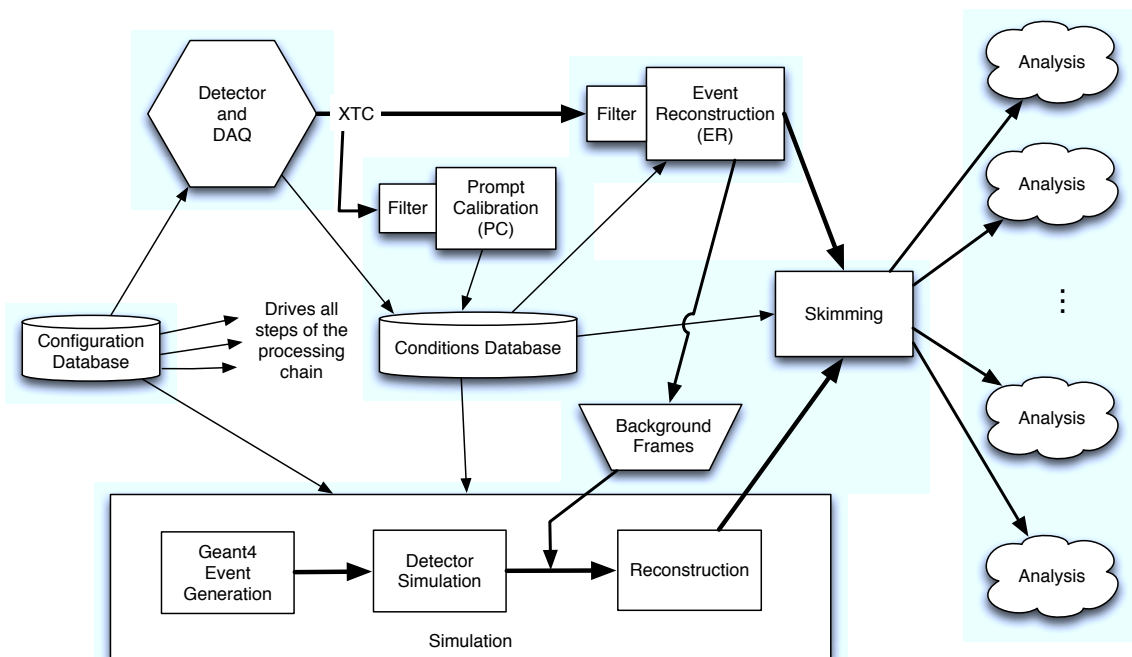 Detector
and
DAQ
XTC
Filter
Event
Reconstruction
(ER)
Analysis
Analysis
Filter
Prompt
Calibration
(PC)
Configuration
Database
Drives all
steps of the
processing
chain
Conditions Database
Skimming
⋮
Background
Frames
Analysis
Geant4
Event
Generation
Detector
Simulation
Reconstruction
Analysis
Simulation